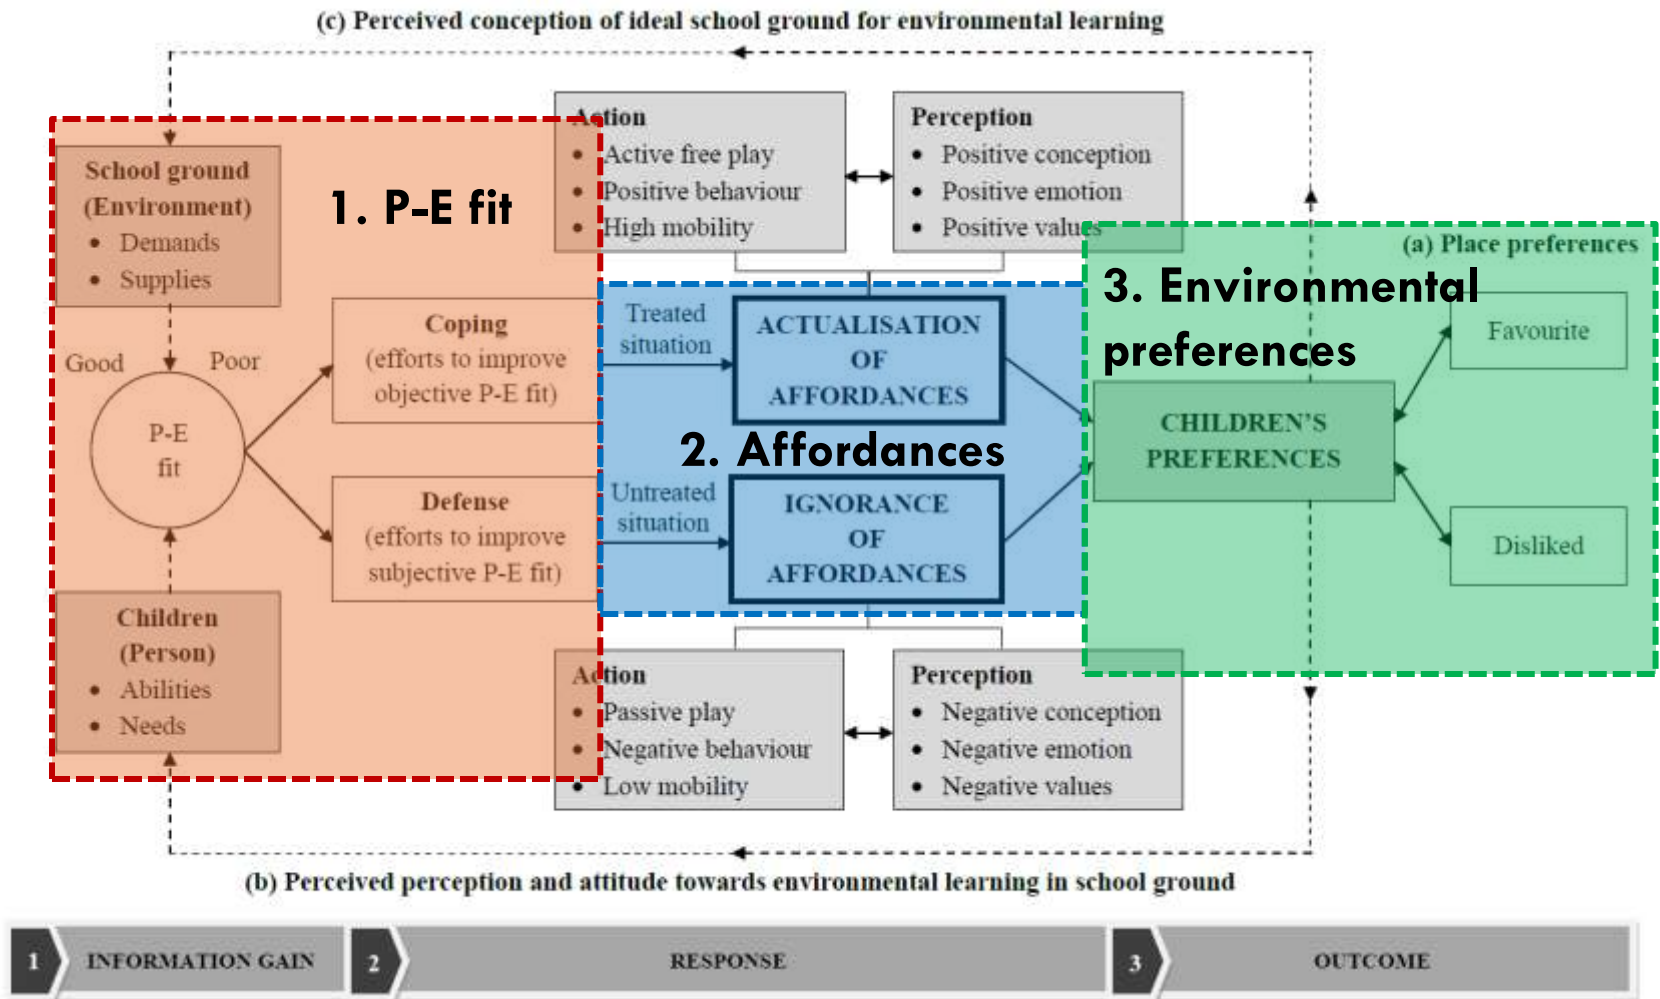 (c) Perceived conception of ideal school ground for environmental learning
School ground
(Environment)
• Demands
• Supplies
1. P-E fit
Good
Poor
P-E
fit
Children
(Person)
• Abilities
• Needs
Coping
(efforts to improve
objective P-E fit)
Defense
(efforts to improve
subjective P-E fit)
Action
• Active free play
• Positive behaviour
• High mobility
Perception
• Positive conception
• Positive emotion
• Positive values
Treated
situation
ACTUALISATION
OF
AFFORDANCES
2. Affordances
Untreated
situation
IGNORANCE
OF
AFFORDANCES
Action
• Passive play
• Negative behaviour
• Low mobility
Perception
• Negative conception
• Negative emotion
• Negative values
(a) Place preferences
3. Environmental
preferences
CHILDREN'S
PREFERENCES
Favourite
Disliked
(b) Perceived perception and attitude towards environmental learning in school ground
1 INFORMATION GAIN
2 RESPONSE
3 OUTCOME